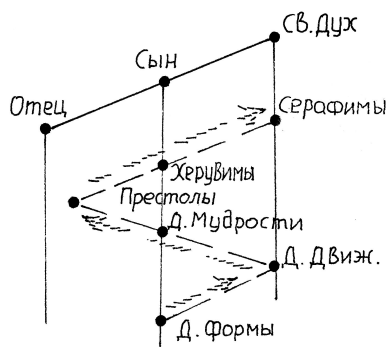 Св. Дух
Сын
Отец
Серафимы
Херувимы
Престолы
Д. Мудрости
Д. Движ.
Д. Формы